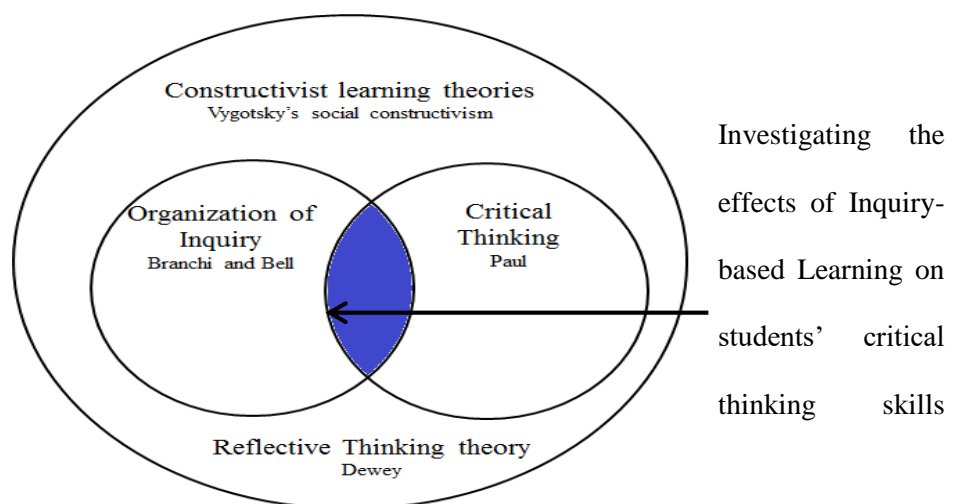 Constructivist learning theories
Vygotsky's social constructivism
Organization of
Inquiry
Branchi and Bell
Critical
Thinking
Paul
Reflective Thinking theory
Dewey
Investigating the
effects of Inquiry-
based Learning on
students' critical
thinking skills